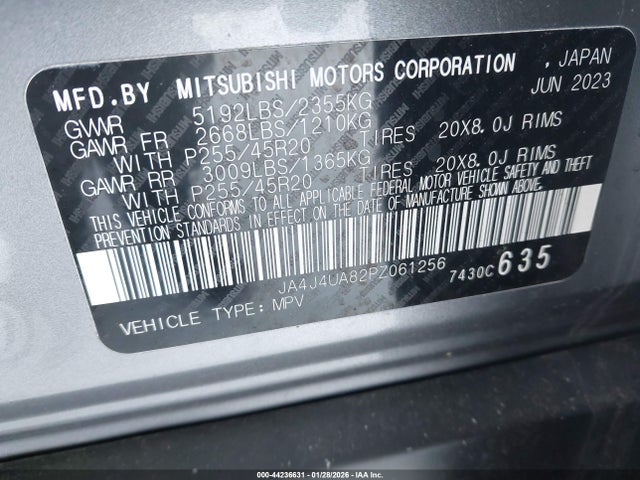 MFD.BY MITSUBISHI MOTORS CORPORATION , JAPAN
JUN 2023
GVWR 5192LBS/2355KG
GAWR FR 2668LBS/1210KG
WITH P255/45R20 TIRES 20X8.0J RIMS
GAWR RR 3009LBS/1365KG
WITH P255/45R20 TIRES 20X8.0J RIMS
THIS VEHICLE CONFORMS TO ALL APPLICABLE FEDERAL MOTOR VEHICLE SAFETY AND THEFT
PREVENTION STANDARDS IN EFFECT ON THE DATE OF MANUFACTURE SHOWN ABOVE.
JA4J4UA82PZ061256 7430C 635
VEHICLE TYPE: MPV
000-44236631 - 01/28/2026 - IAA Inc.